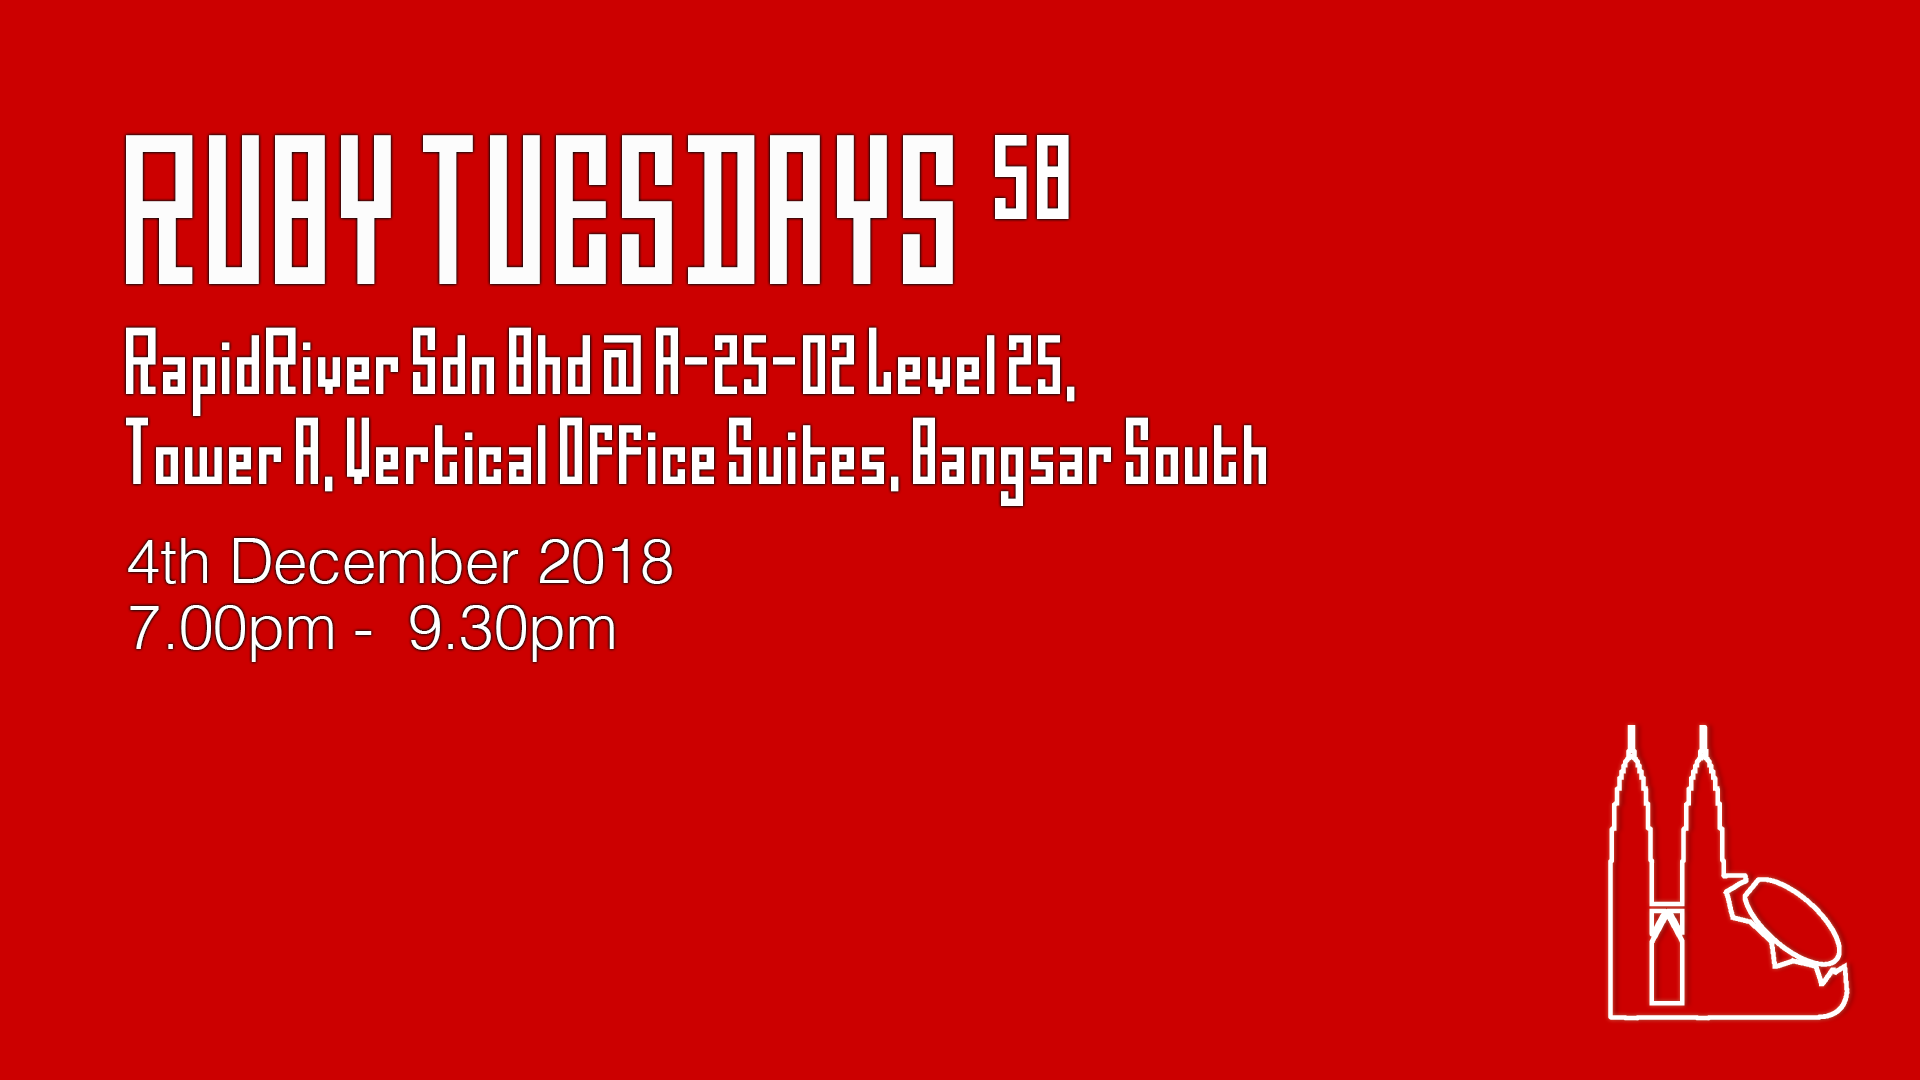 RUBY TUESDAYS 58
RapidRiver Sdn Bhd @ A-25-02 Level 25,
Tower A, Vertical Office Suites, Bangsar South
4th December 2018
7.00pm -  9.30pm